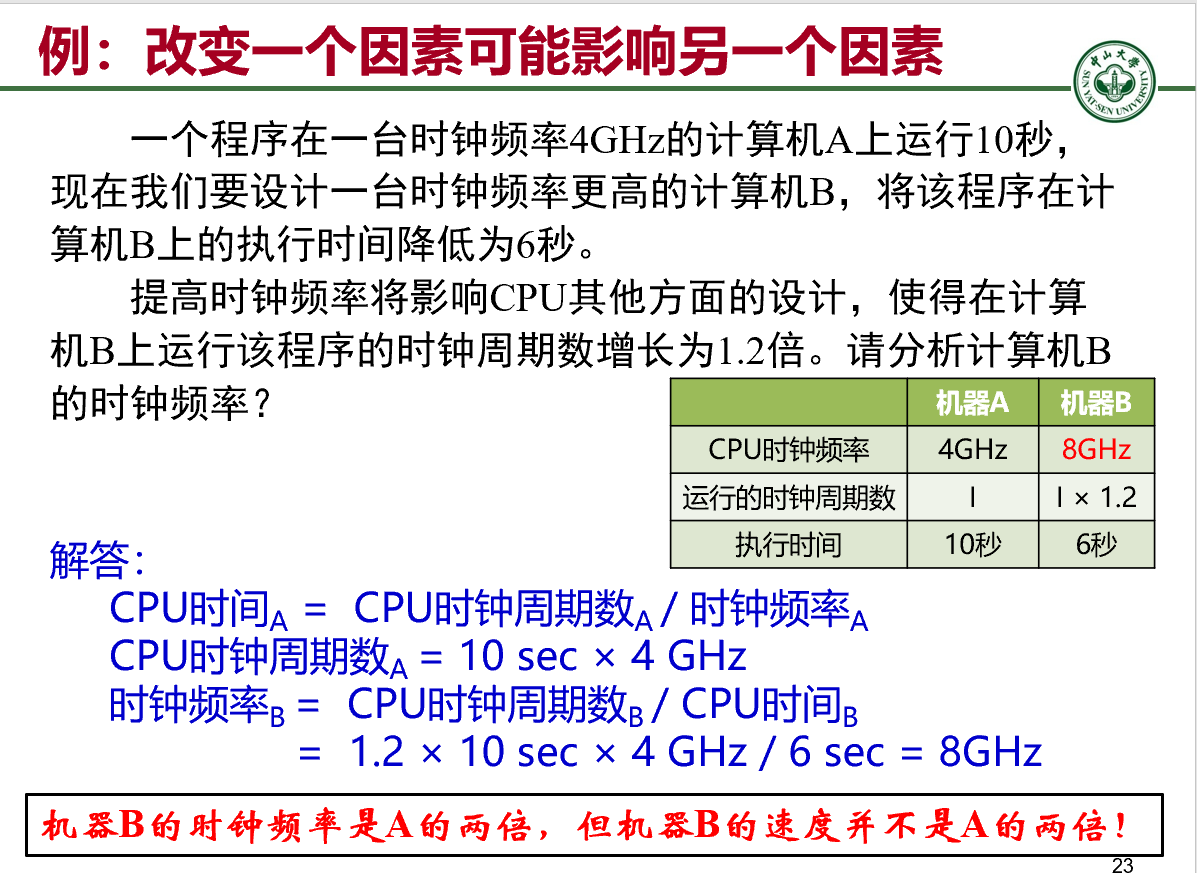 例：改变一个因素可能影响另一个因素
中山大学
SUN YAT-SEN UNIVERSITY
一个程序在一台时钟频率4GHz的计算机A上运行10秒，
现在我们要设计一台时钟频率更高的计算机B，将该程序在计
算机B上的执行时间降低为6秒。
提高时钟频率将影响CPU其他方面的设计，使得在计算
机B上运行该程序的时钟周期数增长为1.2倍。请分析计算机B
的时钟频率？
机器A 机器B
CPU时钟频率 4GHz 8GHz
运行的时钟周期数 I I × 1.2
执行时间 10秒 6秒
解答：
CPU时间A = CPU时钟周期数A / 时钟频率A
CPU时钟周期数A = 10 sec × 4 GHz
时钟频率B = CPU时钟周期数B / CPU时间B
= 1.2 × 10 sec × 4 GHz / 6 sec = 8GHz
机器B的时钟频率是A的两倍，但机器B的速度并不是A的两倍！
23